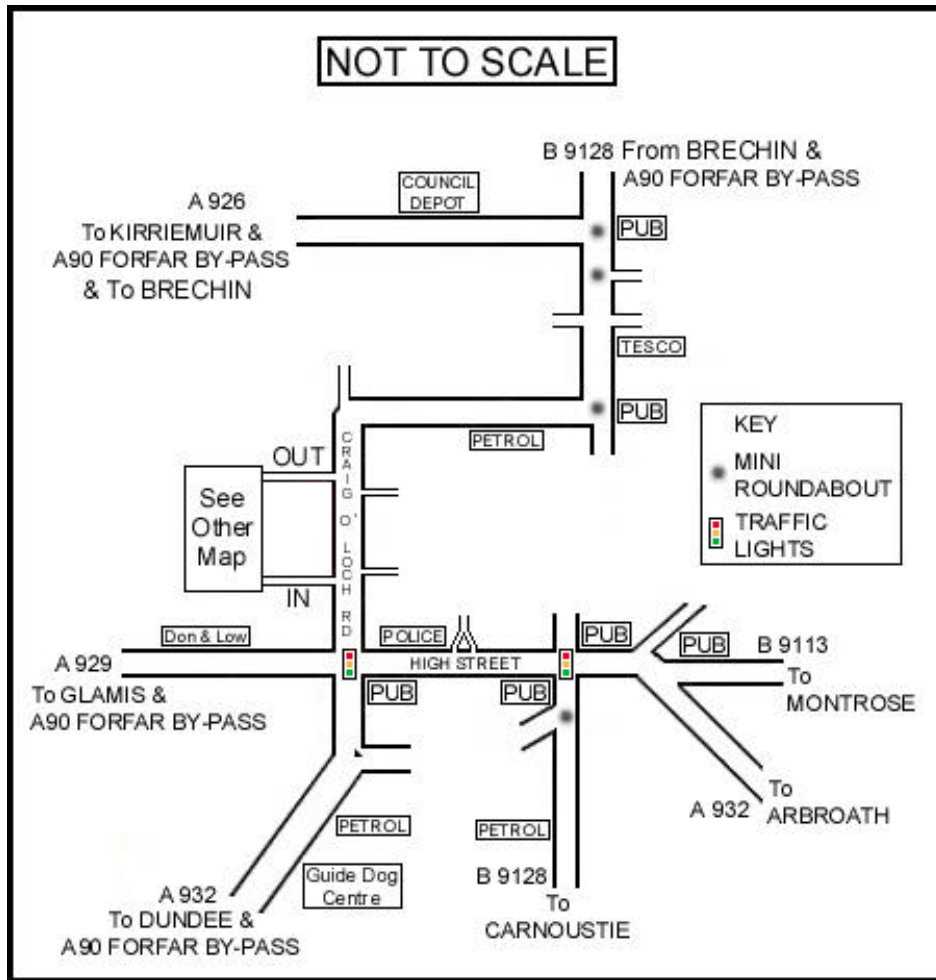 NOT TO SCALE
B 9128 From BRECHIN &
A90 FORFAR BY-PASS
COUNCIL
DEPOT
A 926
To KIRRIEMUIR &
A90 FORFAR BY-PASS
& To BRECHIN
PUB
TESCO
PUB
PETROL
KEY
MINI
ROUNDABOUT
TRAFFIC
LIGHTS
OUT
See
Other
Map
IN
CRAIG O' LOCH RD
Don & Low
POLICE
HIGH STREET
PUB
PUB
B 9113
To
MONTROSE
A 929
To GLAMIS &
A90 FORFAR BY-PASS
PUB
PUB
To
ARBROATH
A 932
PETROL
PETROL
Guide Dog
Centre
B 9128
To
CARNOUSTIE
A 932
To DUNDEE &
A90 FORFAR BY-PASS